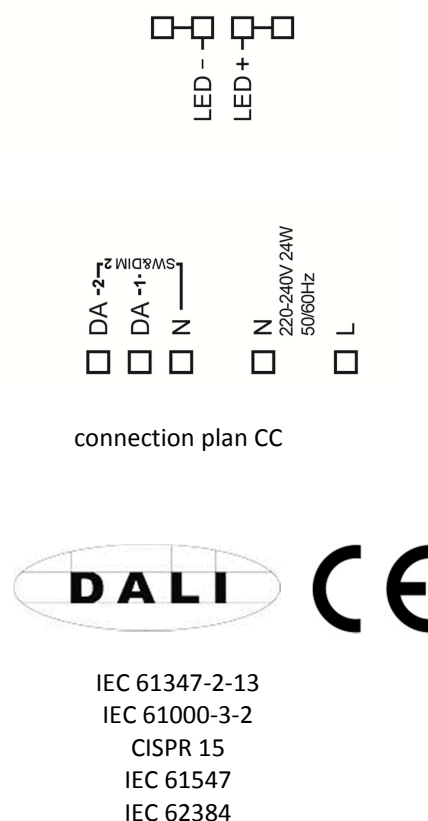 LED -
LED +
DA -2-
DA -1-
SW&DIM 2
N
N
220-240V 24W
50/60Hz
L
connection plan CC
DALI
CE
IEC 61347-2-13
IEC 61000-3-2
CISPR 15
IEC 61547
IEC 62384